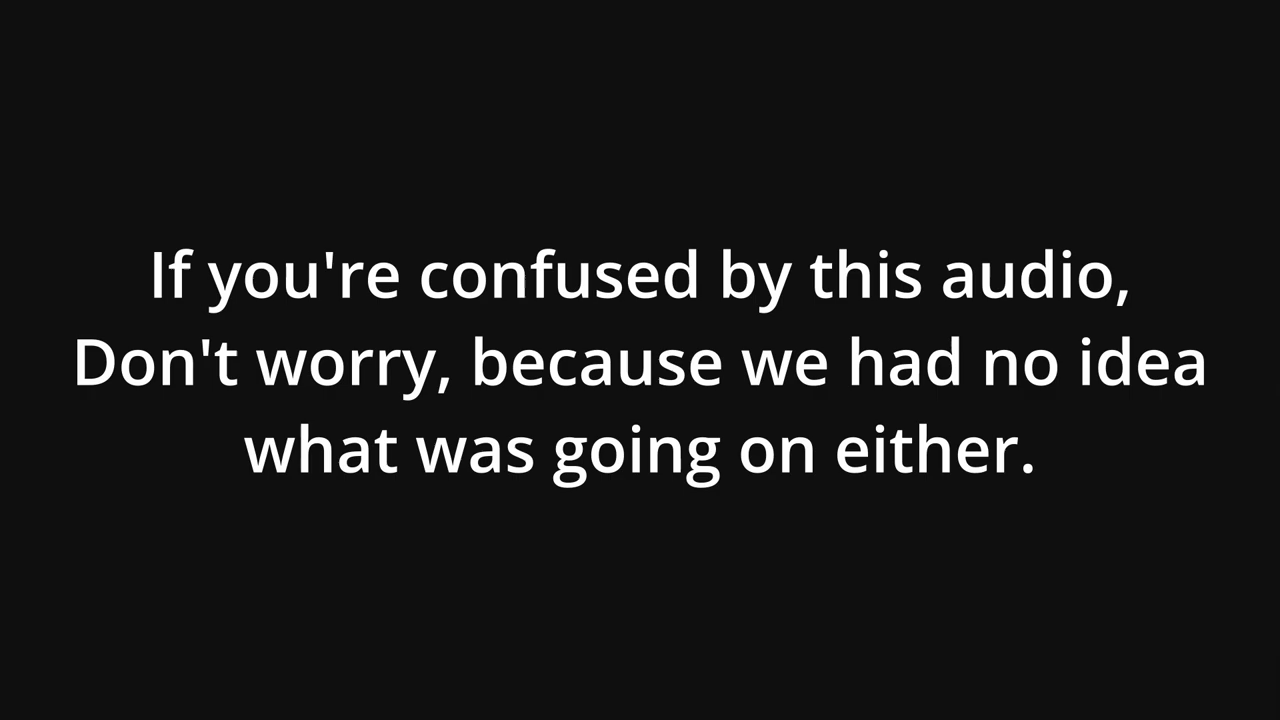 If you're confused by this audio,
Don't worry, because we had no idea
what was going on either.